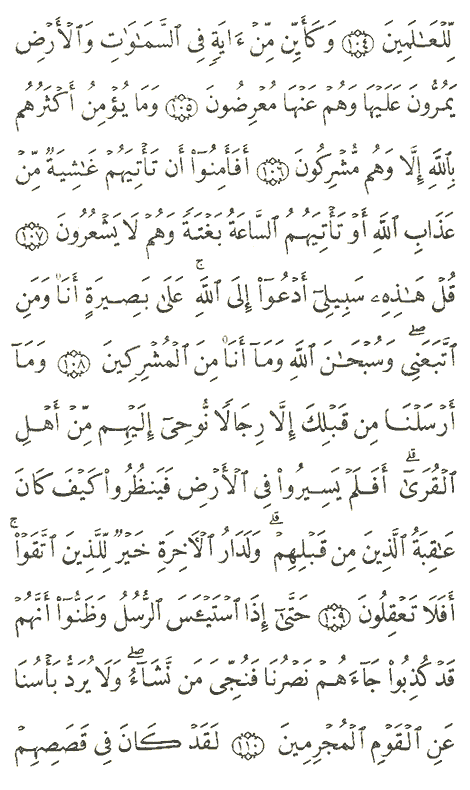 لِّلۡعَٰلَمِينَ ١٠٤ وَكَأَيِّن مِّنۡ ءَايَةٖ فِي ٱلسَّمَٰوَٰتِ وَٱلۡأَرۡضِ
يَمُرُّونَ عَلَيۡهَا وَهُمۡ عَنۡهَا مُعۡرِضُونَ ١٠٥ وَمَا يُؤۡمِنُ أَكۡثَرُهُم
بِٱللَّهِ إِلَّا وَهُم مُّشۡرِكُونَ ١٠٦ أَفَأَمِنُوٓاْ أَن تَأۡتِيَهُمۡ غَٰشِيَةٞ مِّنۡ
عَذَابِ ٱللَّهِ أَوۡ تَأۡتِيَهُمُ ٱلسَّاعَةُ بَغۡتَةٗ وَهُمۡ لَا يَشۡعُرُونَ ١٠٧
قُلۡ هَٰذِهِۦ سَبِيلِيٓ أَدۡعُوٓاْ إِلَى ٱللَّهِۚ عَلَىٰ بَصِيرَةٍ أَنَا۠ وَمَنِ
ٱتَّبَعَنِيۖ وَسُبۡحَٰنَ ٱللَّهِ وَمَآ أَنَا۠ مِنَ ٱلۡمُشۡرِكِينَ ١٠٨ وَمَآ
أَرۡسَلۡنَا مِن قَبۡلِكَ إِلَّا رِجَالٗا نُّوحِيٓ إِلَيۡهِم مِّنۡ أَهۡلِ
ٱلۡقُرَىٰٓۗ أَفَلَمۡ يَسِيرُواْ فِي ٱلۡأَرۡضِ فَيَنظُرُواْ كَيۡفَ كَانَ
عَٰقِبَةُ ٱلَّذِينَ مِن قَبۡلِهِمۡۗ وَلَدَارُ ٱلۡأٓخِرَةِ خَيۡرٞ لِّلَّذِينَ ٱتَّقَوۡاْۚ
أَفَلَا تَعۡقِلُونَ ١٠٩ حَتَّىٰٓ إِذَا ٱسۡتَيۡـَٔسَ ٱلرُّسُلُ وَظَنُّوٓاْ أَنَّهُمۡ
قَدۡ كُذِبُواْ جَآءَهُمۡ نَصۡرُنَا فَنُجِّيَ مَن نَّشَآءُۖ وَلَا يُرَدُّ بَأۡسُنَا
عَنِ ٱلۡقَوۡمِ ٱلۡمُجۡرِمِينَ ١١٠ لَقَدۡ كَانَ فِي قَصَصِهِمۡ